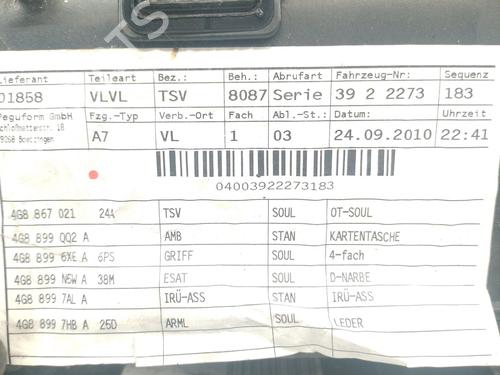 Lieferant Teileart Bez.: Beh.: Abrufart Fahrzeug-Nr: Sequenz
01858 VLVL TSV 8087 Serie 39 2 2273 183
Peguform GmbH Fzg.-Typ Verb.-Ort Fach Abl.-St.: Datum: Uhrzeit
A7 VL 1 03 24.09.2010 22:41
04003922273183
4G8 867 021 24A TSV SOUL OT-SOUL
4G8 899 QQ2 A AMB STAN KARTENTASCHE
4G8 899 6XE A 6PS GRIFF SOUL 4-fach
4G8 899 N5W A 38M ESAT SOUL D-NARBE
4G8 899 7AL A IRÜ-ASS STAN IRÜ-ASS
4G8 899 7HB A 25D ARML SOUL LEDER